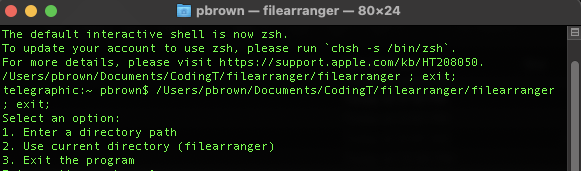 pbrown — filearranger — 80×24
The default interactive shell is now zsh.
To update your account to use zsh, please run `chsh -s /bin/zsh`.
For more details, please visit https://support.apple.com/kb/HT208050.
/Users/pbrown/Documents/CodingT/filearranger/filearranger ; exit;
telegraphic:~ pbrown$ /Users/pbrown/Documents/CodingT/filearranger/filearranger
; exit;
Select an option:
1. Enter a directory path
2. Use current directory (filearranger)
3. Exit the program